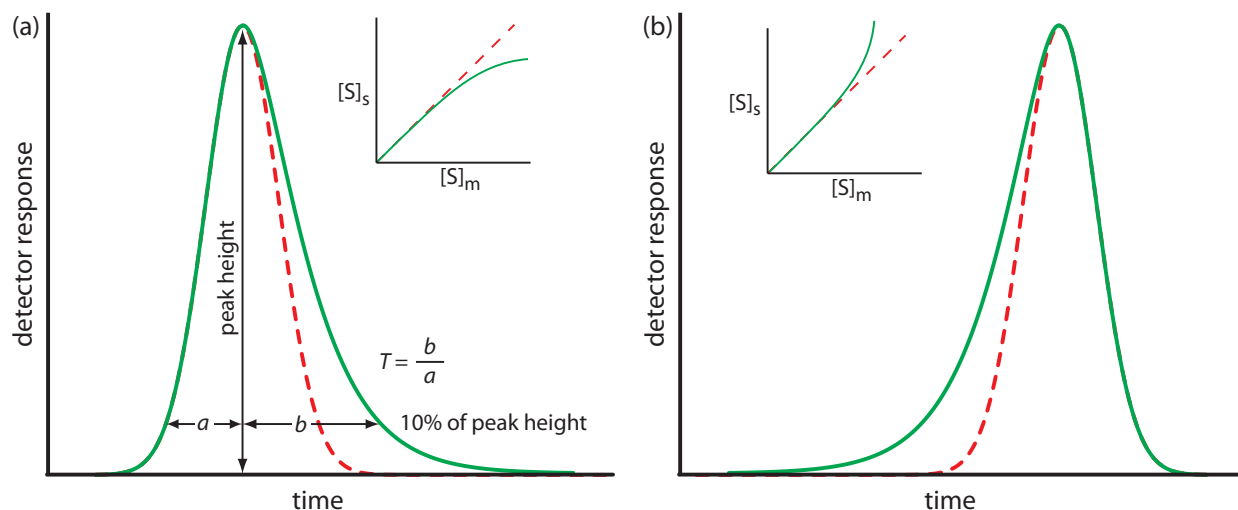 (a)
detector response
peak height
[S]s
[S]m
T = b/a
a
b
10% of peak height
time
(b)
detector response
[S]s
[S]m
time